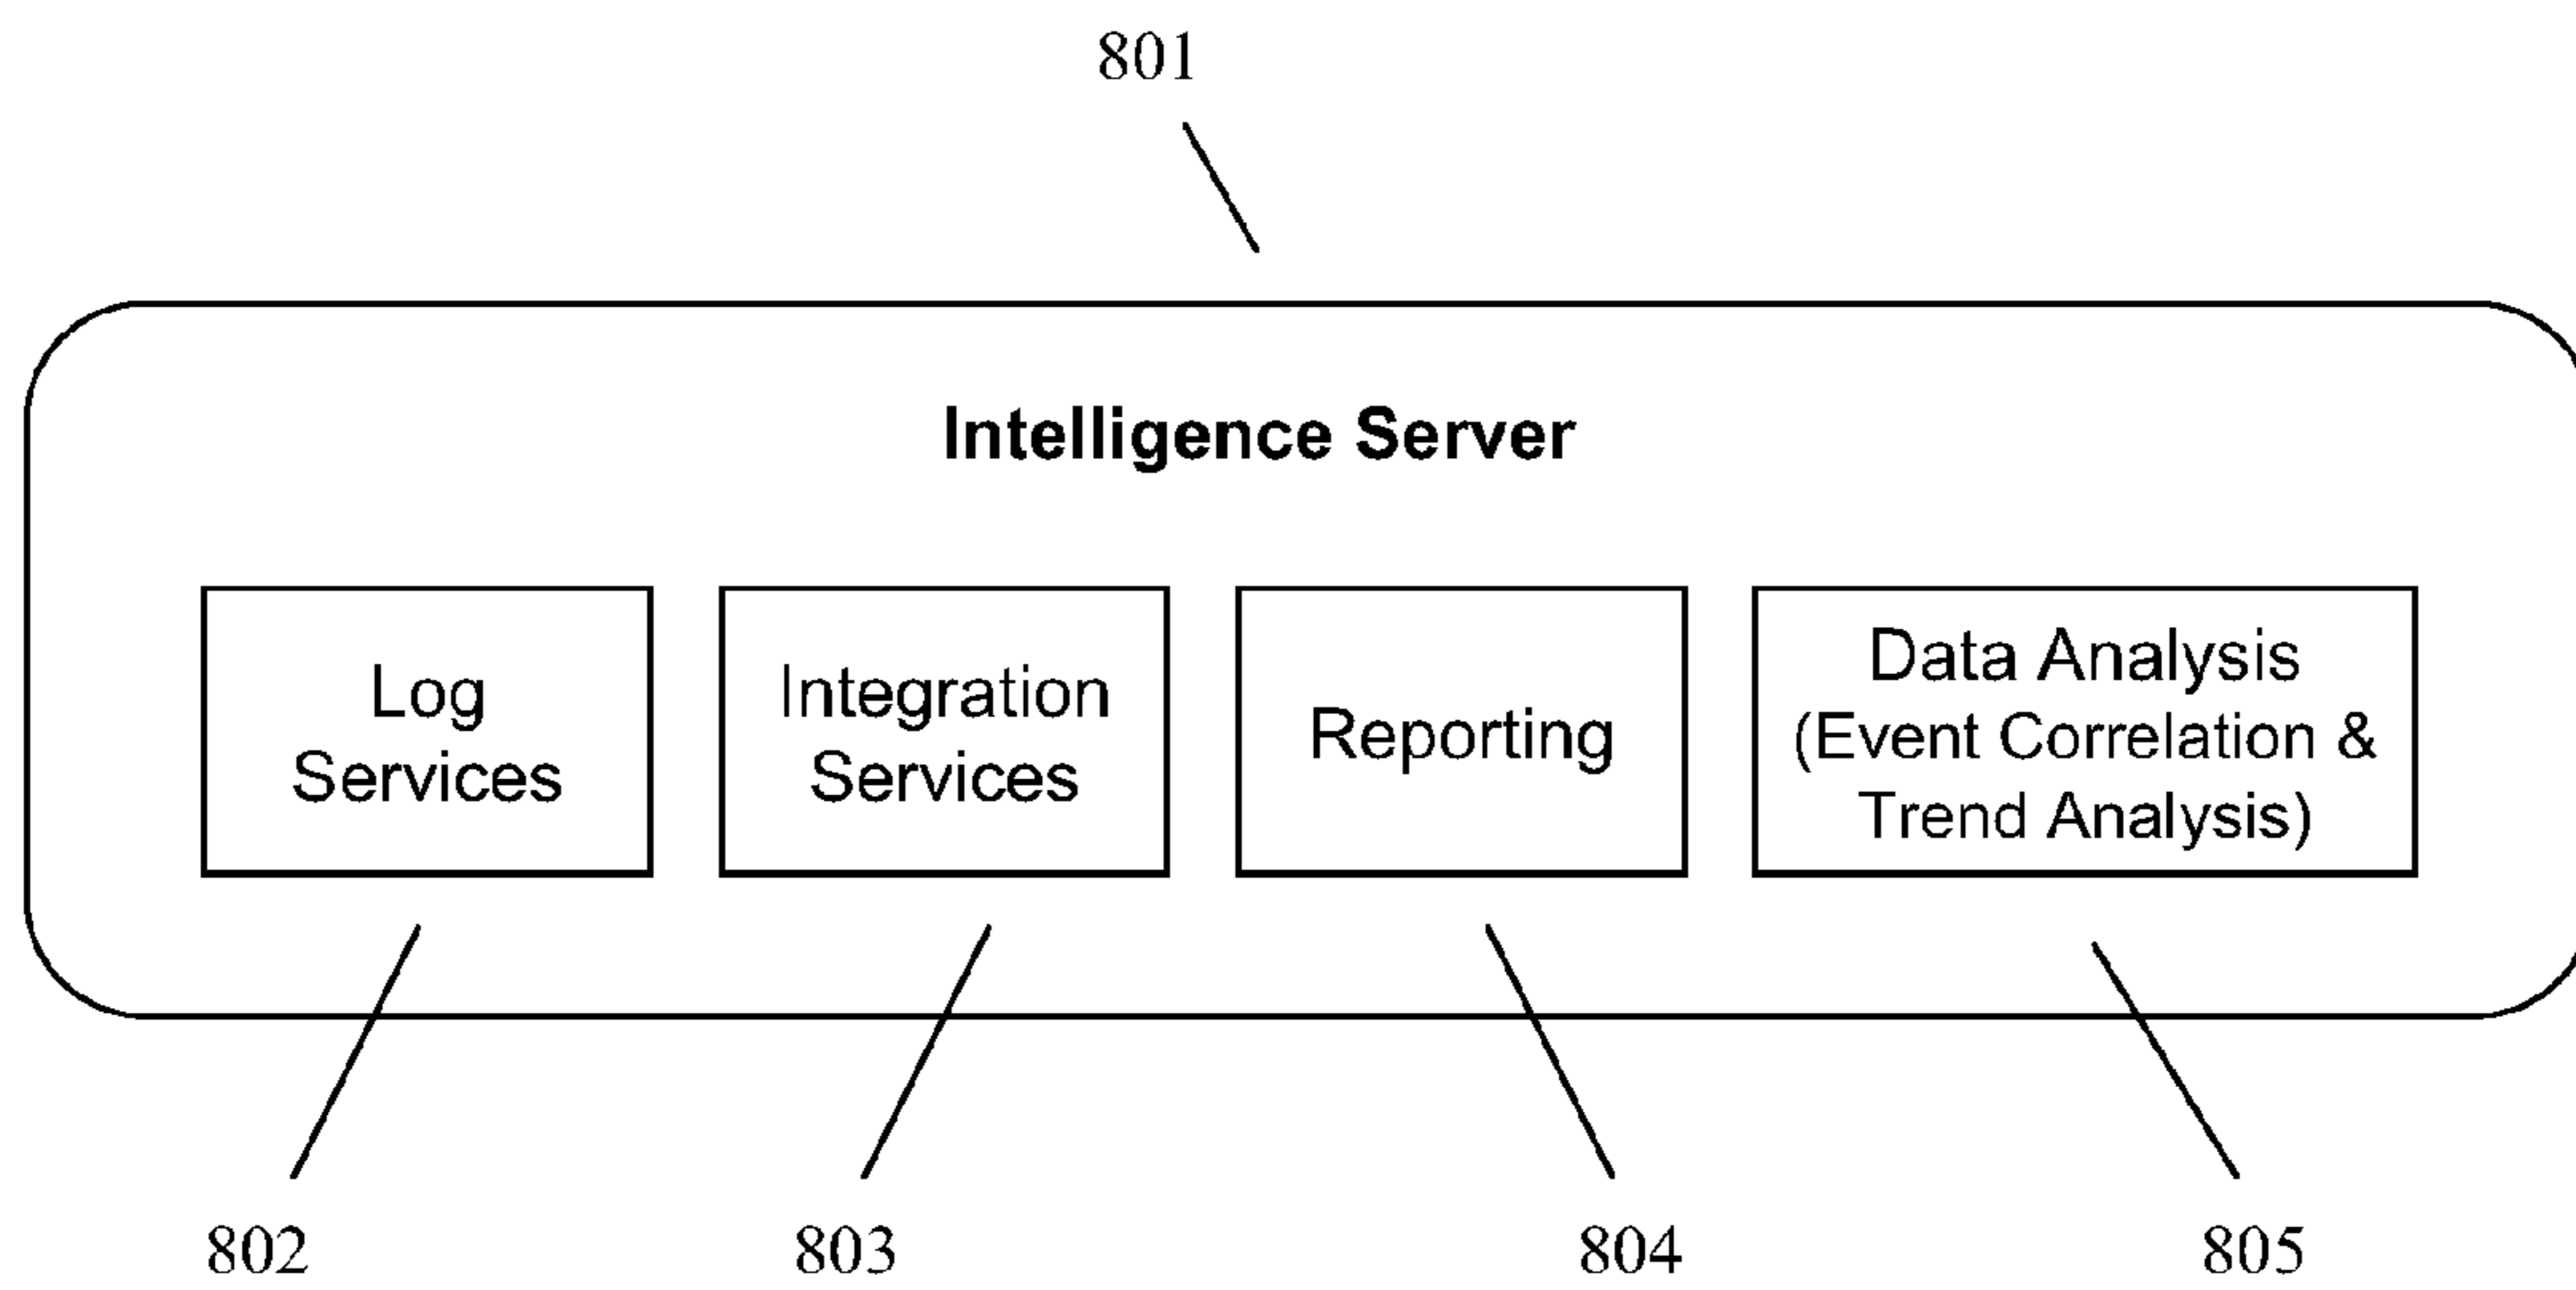 801
Intelligence Server
Log
Services
Integration
Services
Reporting
Data Analysis
(Event Correlation &
Trend Analysis)
802
803
804
805